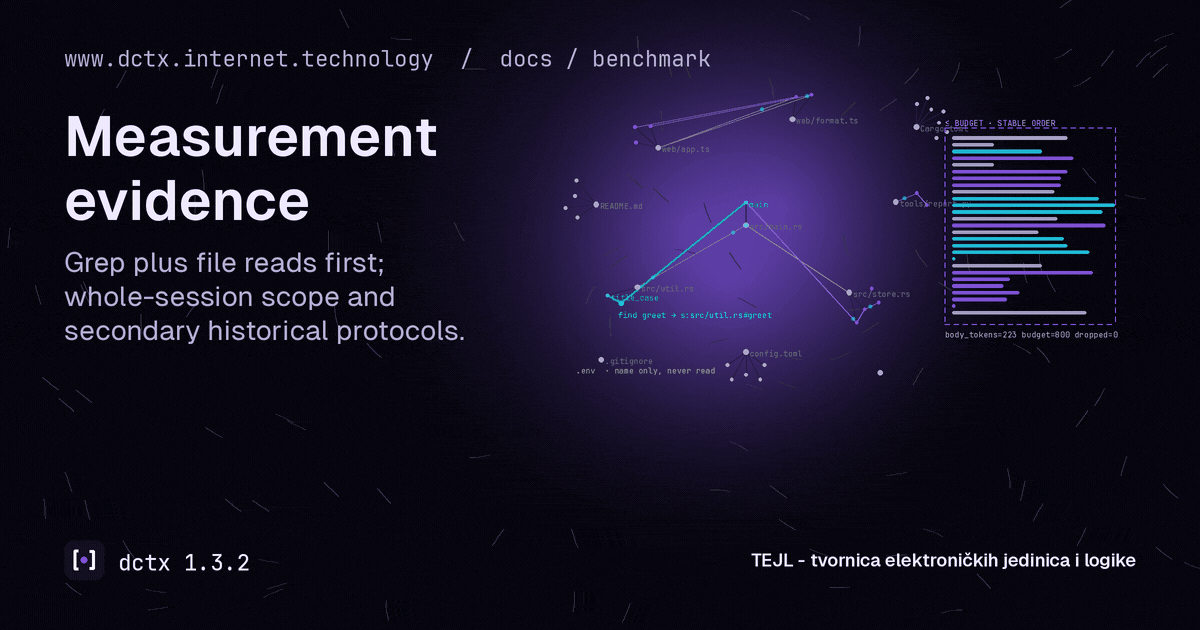 www.dctx.internet.technology / docs / benchmark
Measurement
evidence
Grep plus file reads first;
whole-session scope and
secondary historical protocols.
web/format.ts
web/app.ts
≤ BUDGET · STABLE ORDER
README.md
main
src/util.rs
title_case
src/store.rs
find greet → s:src/util.rs#greet
.gitignore
config.toml
.env · name only, never read
body_tokens=223 budget=800 dropped=0
dctx 1.3.2
TEJL - tvornica elektroničkih jedinica i logike